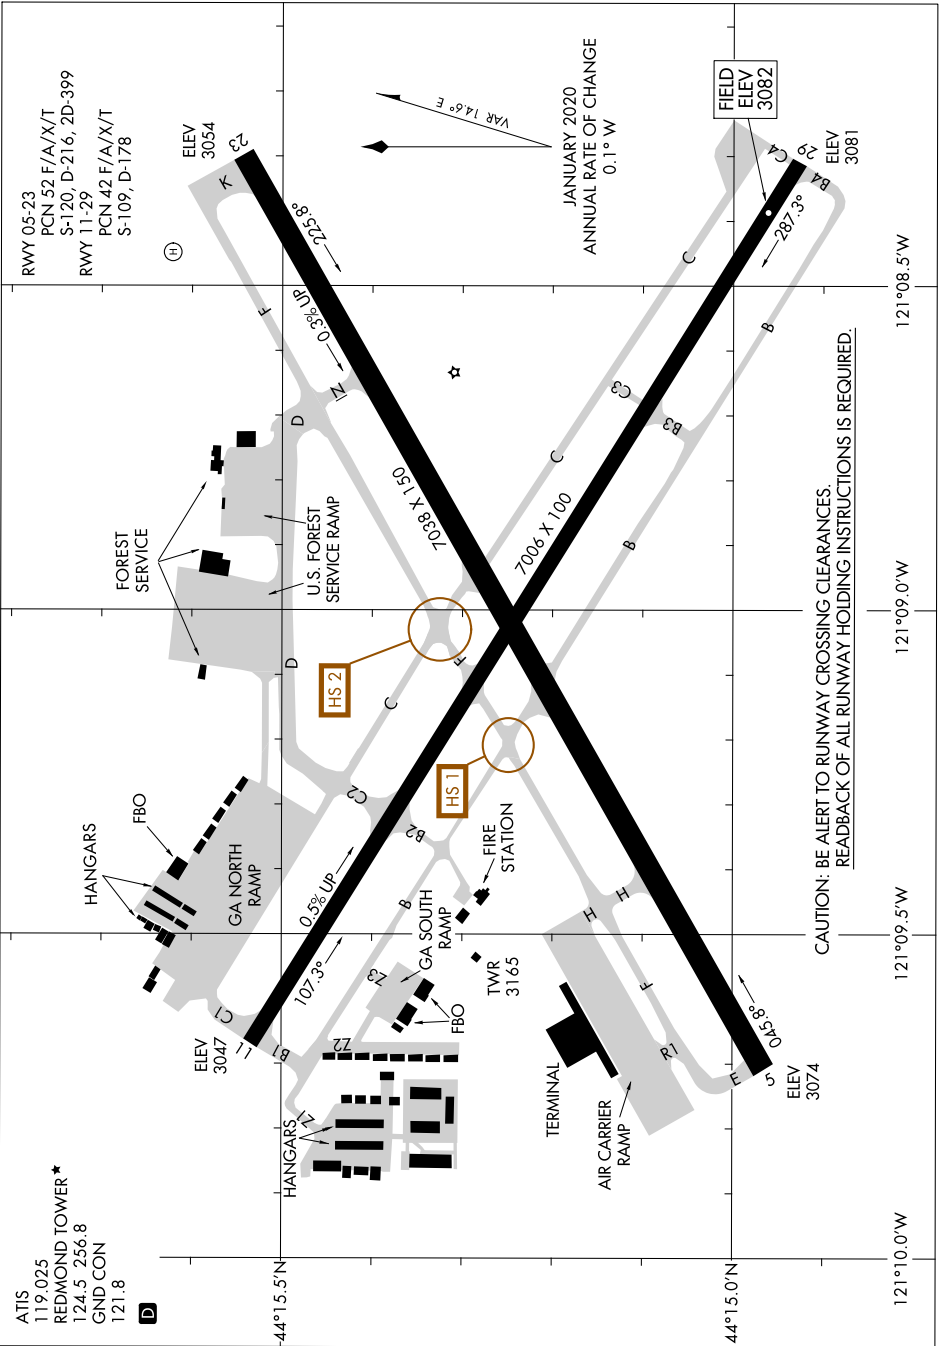 ATIS
119.025
REDMOND TOWER★
124.5 256.8
GND CON
121.8
D
RWY 05-23
PCN 52 F/A/X/T
S-120, D-216, 2D-399
RWY 11-29
PCN 42 F/A/X/T
S-109, D-178
H
ELEV
3054
23
K
225.8°
0.3% UP
F
IZ
D
FOREST
SERVICE
U.S. FOREST
SERVICE RAMP
D
HANGARS
FBO
GA NORTH
RAMP
C1
ELEV
3047
11
B1
107.3°
0.5% UP
C2
B2
C
HS 2
HS 1
F
7038 X 150
7006 X 100
C
C3
B3
C
B
B
B
JANUARY 2020
ANNUAL RATE OF CHANGE
0.1° W
VAR 14.6° E
FIELD
ELEV
3082
C4
29
B4
ELEV
3081
287.3°
Z1
Z2
Z3
HANGARS
GA SOUTH
RAMP
FBO
TWR
3165
FIRE
STATION
TERMINAL
AIR CARRIER
RAMP
H
H
F
R1
E
5
ELEV
3074
045.8°
CAUTION: BE ALERT TO RUNWAY CROSSING CLEARANCES.
READBACK OF ALL RUNWAY HOLDING INSTRUCTIONS IS REQUIRED.
44°15.5'N
44°15.0'N
121°10.0'W
121°09.5'W
121°09.0'W
121°08.5'W